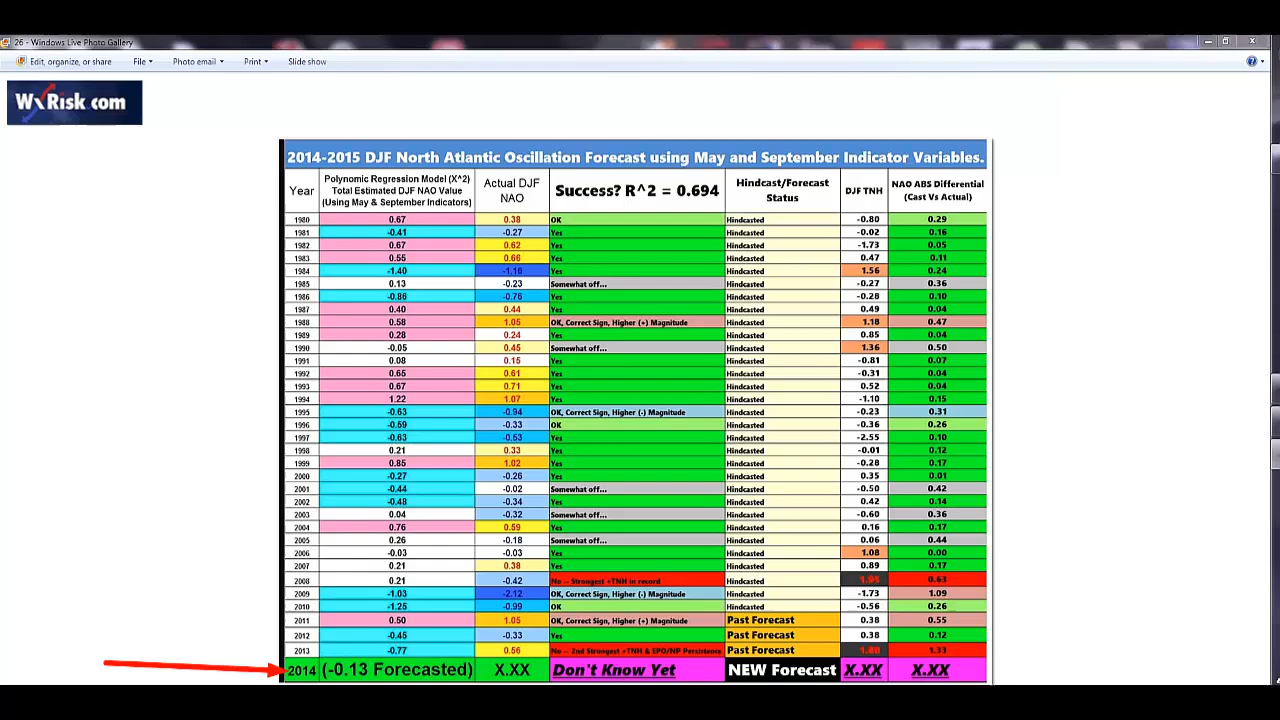 26 - Windows Live Photo Gallery
Edit, organize, or share File Photo email Print Slide show
WxRisk.com
2014-2015 DJF North Atlantic Oscillation Forecast using May and September Indicator Variables.
Year Polynomic Regression Model (X^2) Total Estimated DJF NAO Value (Using May & September Indicators) Actual DJF NAO Success? R^2 = 0.694 Hindcast/Forecast Status DJF TNH NAO ABS Differential (Cast Vs Actual)
1980 0.67 0.38 OK Hindcasted -0.80 0.29
1981 -0.41 -0.27 Yes Hindcasted -0.02 0.16
1982 0.67 0.62 Yes Hindcasted -1.73 0.05
1983 0.55 0.66 Yes Hindcasted 0.47 0.11
1984 -1.40 Yes Hindcasted 1.56 0.24
1985 0.13 -0.23 Somewhat off... Hindcasted -0.27 0.36
1986 -0.86 -0.76 Yes Hindcasted -0.28 0.10
1987 0.40 0.44 Yes Hindcasted 0.49 0.04
1988 0.58 1.05 OK, Correct Sign, Higher (+) Magnitude Hindcasted 1.18 0.47
1989 0.28 0.24 Yes Hindcasted 0.85 0.04
1990 -0.05 0.45 Somewhat off... Hindcasted 1.36 0.50
1991 0.08 0.15 Yes Hindcasted -0.81 0.07
1992 0.65 0.61 Yes Hindcasted -0.31 0.04
1993 0.67 0.71 Yes Hindcasted 0.52 0.04
1994 1.22 1.07 Yes Hindcasted -1.10 0.15
1995 -0.63 -0.94 OK, Correct Sign, Higher (-) Magnitude Hindcasted -0.23 0.31
1996 -0.59 -0.33 OK Hindcasted -0.36 0.26
1997 -0.63 -0.53 Yes Hindcasted -2.55 0.10
1998 0.21 0.33 Yes Hindcasted -0.01 0.12
1999 0.85 1.02 Yes Hindcasted -0.28 0.17
2000 -0.27 -0.26 Yes Hindcasted 0.35 0.01
2001 -0.44 -0.02 Somewhat off... Hindcasted -0.50 0.42
2002 -0.48 -0.34 Yes Hindcasted 0.42 0.14
2003 0.04 -0.32 Somewhat off... Hindcasted -0.60 0.36
2004 0.76 0.59 Yes Hindcasted 0.16 0.17
2005 0.26 -0.18 Somewhat off... Hindcasted 0.06 0.44
2006 -0.03 -0.03 Yes Hindcasted 1.08 0.00
2007 0.21 0.38 Yes Hindcasted 0.89 0.17
2008 0.21 -0.42 No -- Strongest +TNH in record Hindcasted 0.63
2009 -1.03 -2.12 OK, Correct Sign, Higher (-) Magnitude Hindcasted -1.73 1.09
2010 -1.25 -0.99 OK Hindcasted -0.56 0.26
2011 0.50 1.05 OK, Correct Sign, Higher (+) Magnitude Past Forecast 0.38 0.55
2012 -0.45 -0.33 Yes Past Forecast 0.38 0.12
2013 -0.77 0.56 No -- 2nd Strongest +TNH & EPO/NP Persistence Past Forecast 1.33
2014 (-0.13 Forecasted) X.XX Don't Know Yet NEW Forecast X.XX X.XX